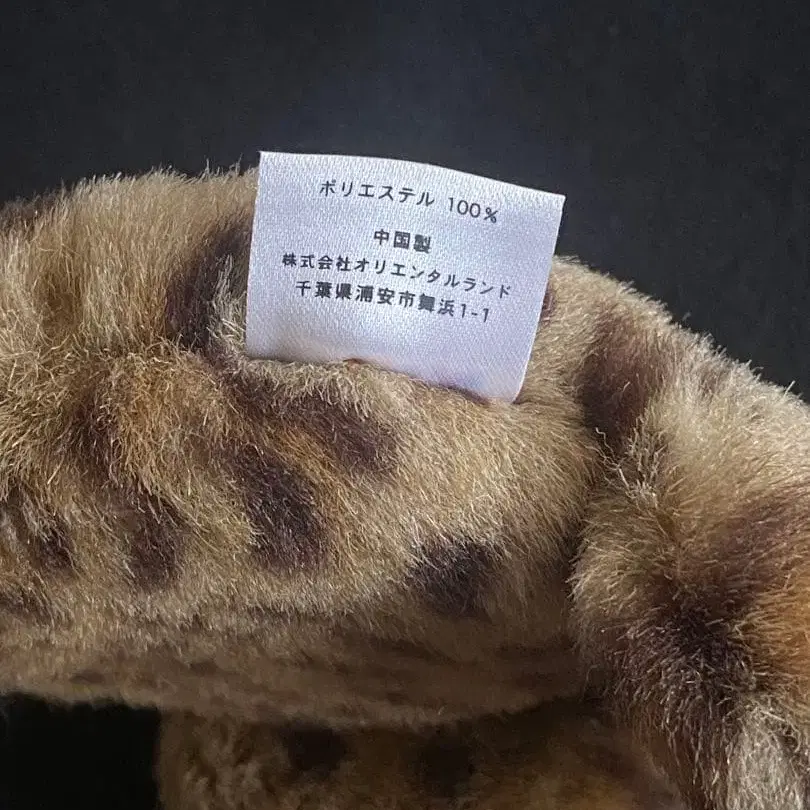 ポリエステル 100%
中国製
株式会社オリエンタルランド
千葉県浦安市舞浜1-1